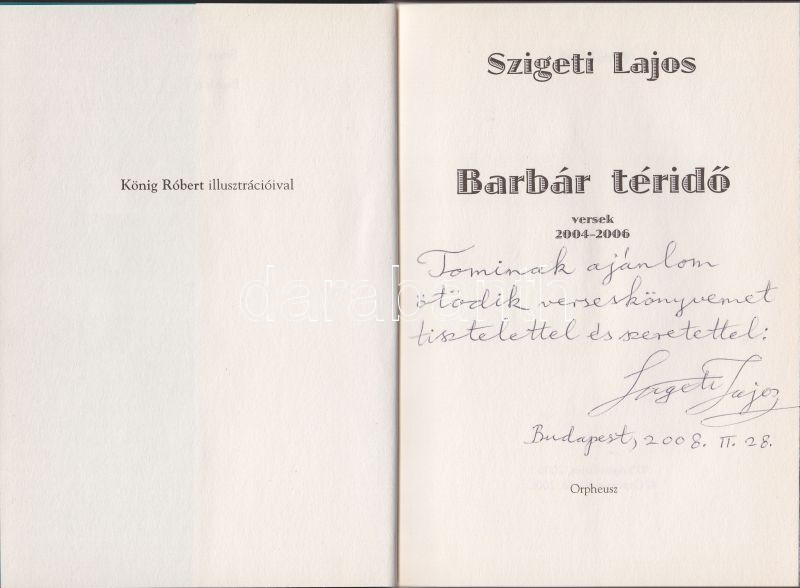 König Róbert illusztrációival
Szigeti Lajos
Barbár téridő
versek
2004–2006
Tominak ajánlom
ötödik verseskönyvemet
tisztelettel és szeretettel:
Szigeti Lajos
Budapest, 2008. II. 28.
Orpheusz
darabanth